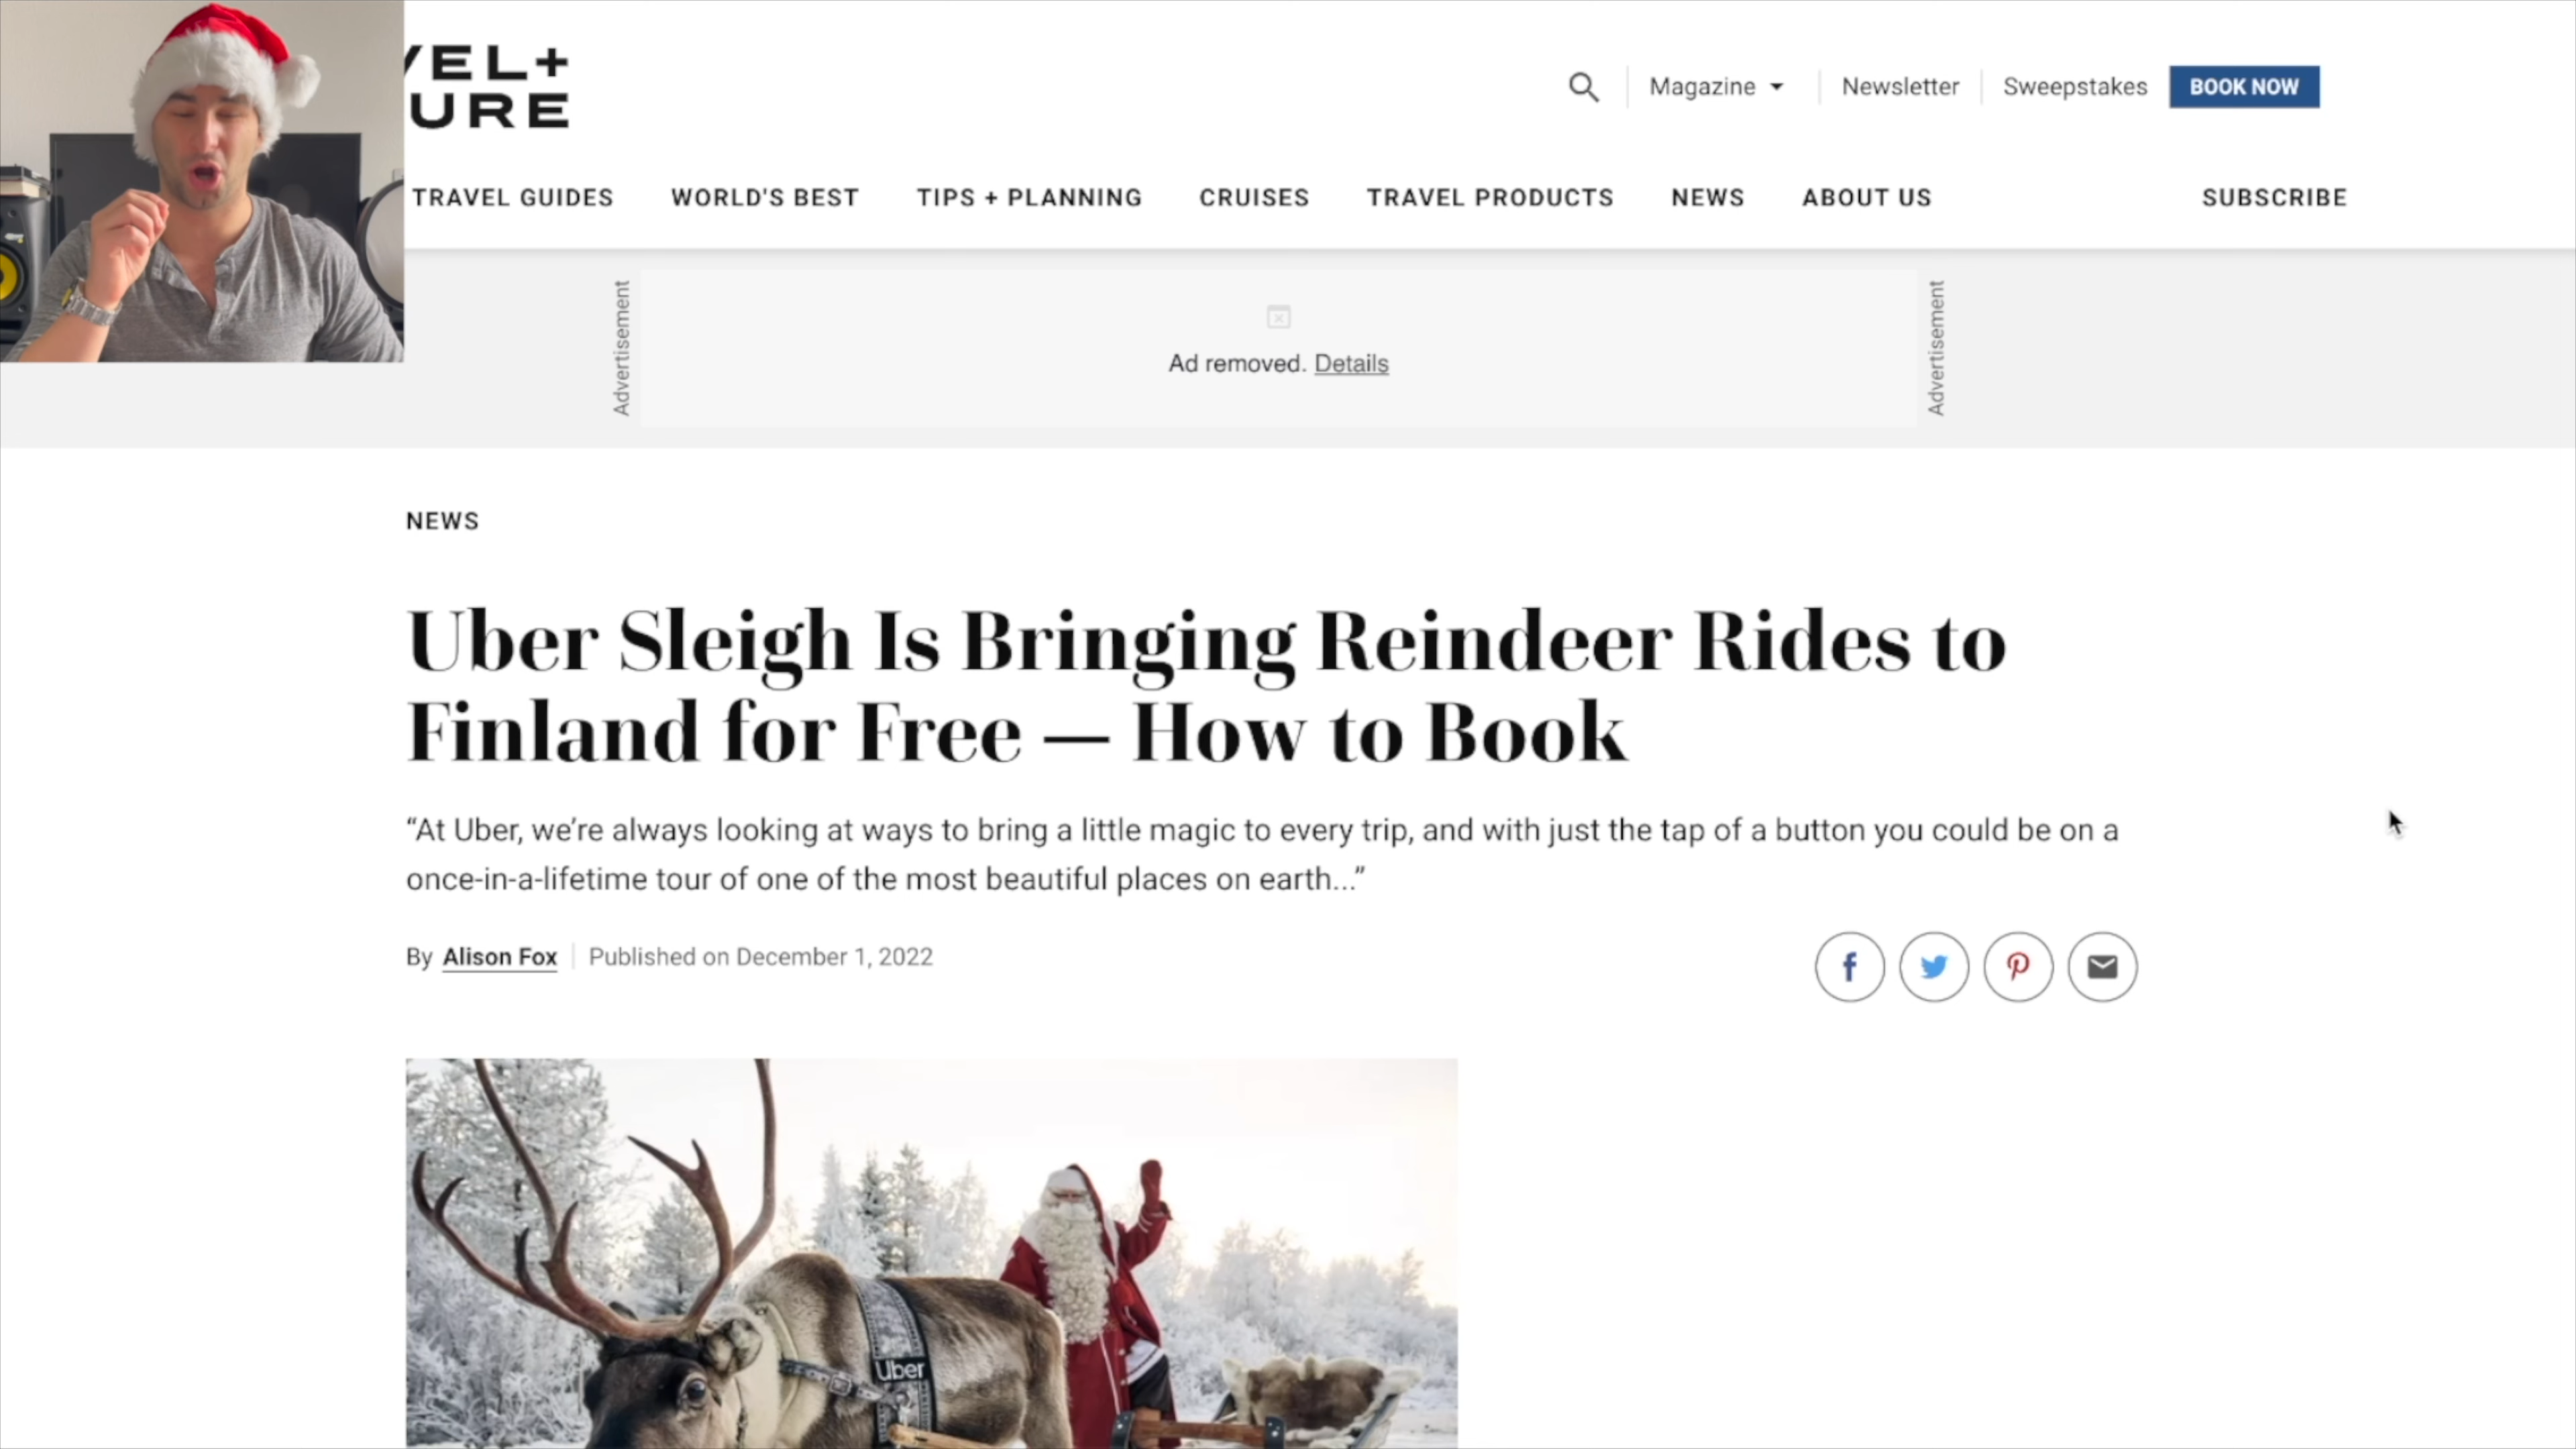 VEL+
URE
Magazine
Newsletter
Sweepstakes
BOOK NOW
TRAVEL GUIDES
WORLD'S BEST
TIPS + PLANNING
CRUISES
TRAVEL PRODUCTS
NEWS
ABOUT US
SUBSCRIBE
Advertisement
Ad removed. Details
Advertisement
NEWS
Uber Sleigh Is Bringing Reindeer Rides to
Finland for Free — How to Book
“At Uber, we’re always looking at ways to bring a little magic to every trip, and with just the tap of a button you could be on a
once-in-a-lifetime tour of one of the most beautiful places on earth...”
By Alison Fox
Published on December 1, 2022
Uber